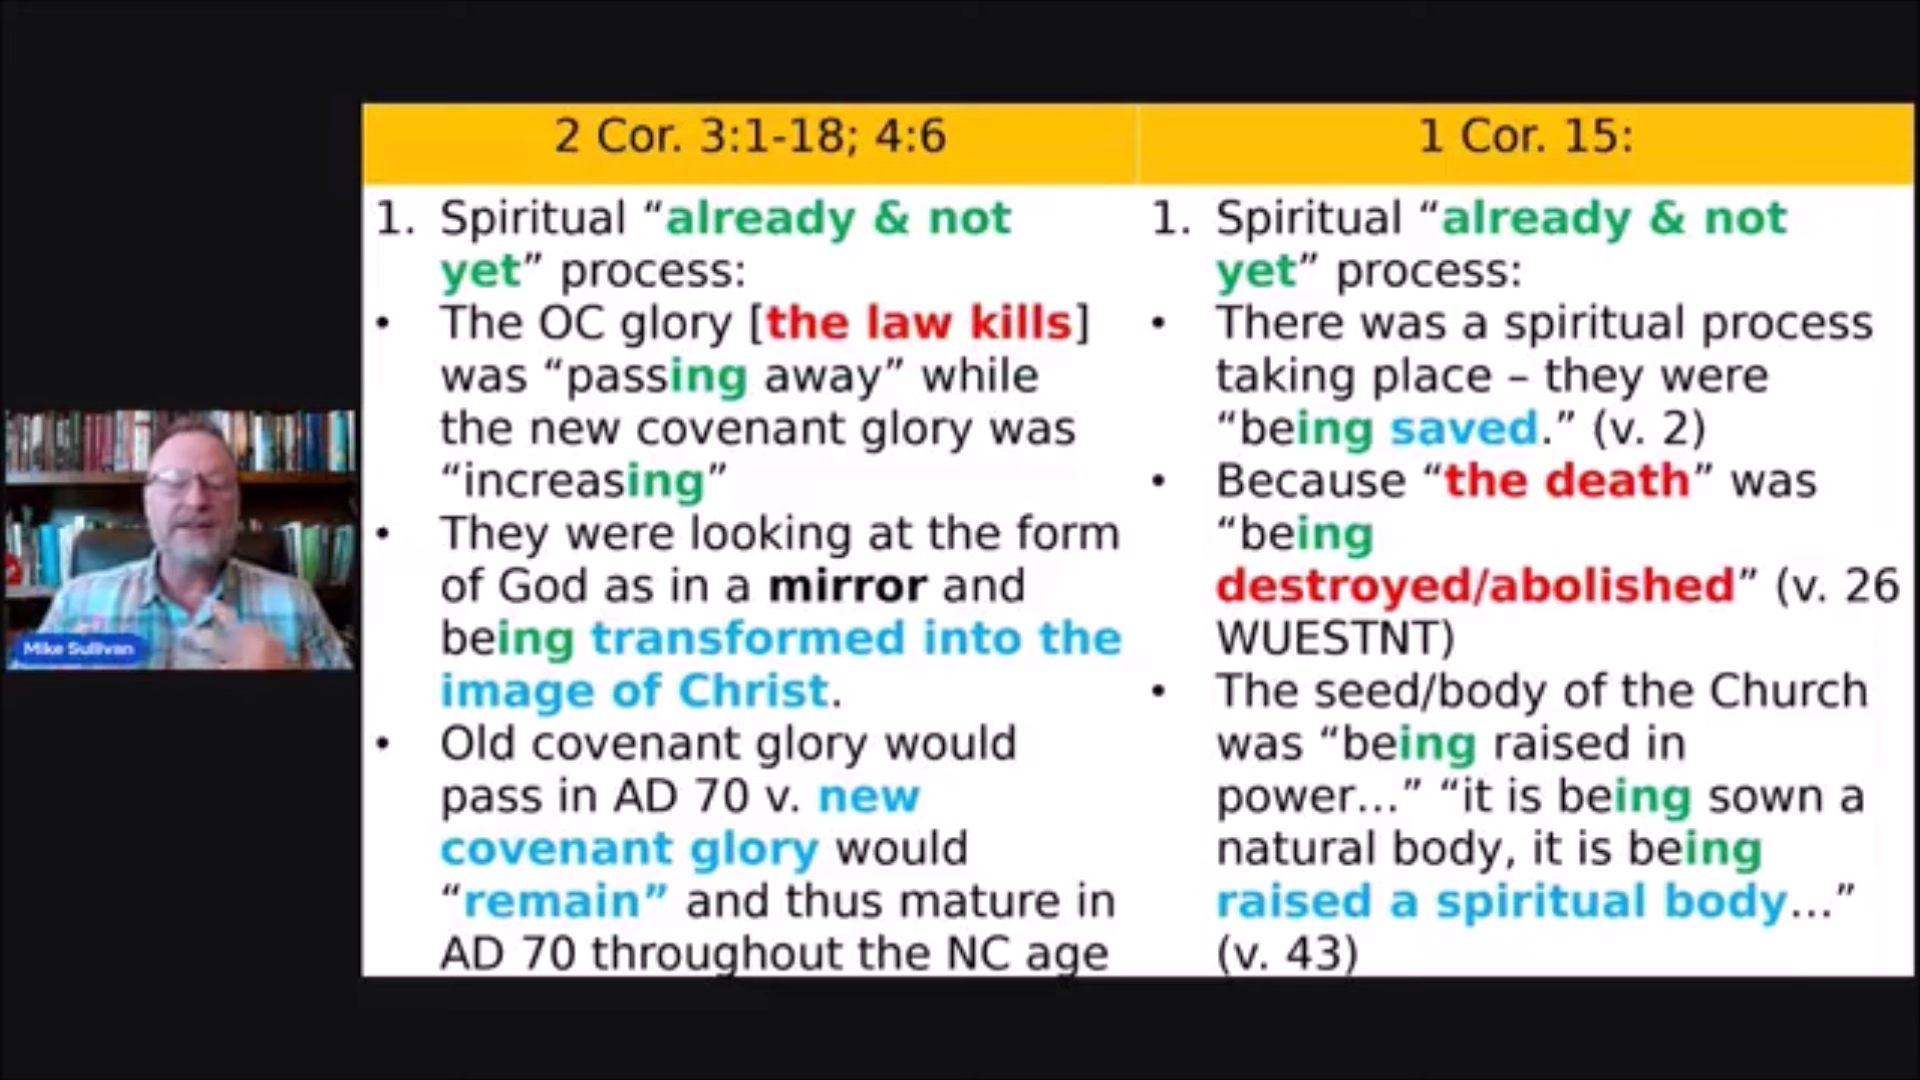 2 Cor. 3:1-18; 4:6
1. Spiritual “already & not
yet” process:
• The OC glory [the law kills]
was “passing away” while
the new covenant glory was
“increasing”
• They were looking at the form
of God as in a mirror and
being transformed into the
image of Christ.
• Old covenant glory would
pass in AD 70 v. new
covenant glory would
“remain” and thus mature in
AD 70 throughout the NC age
1 Cor. 15:
1. Spiritual “already & not
yet” process:
• There was a spiritual process
taking place – they were
“being saved.” (v. 2)
• Because “the death” was
“being
destroyed/abolished” (v. 26
WUESTNT)
• The seed/body of the Church
was “being raised in
power...” “it is being sown a
natural body, it is being
raised a spiritual body...”
(v. 43)
Mike Sullivan